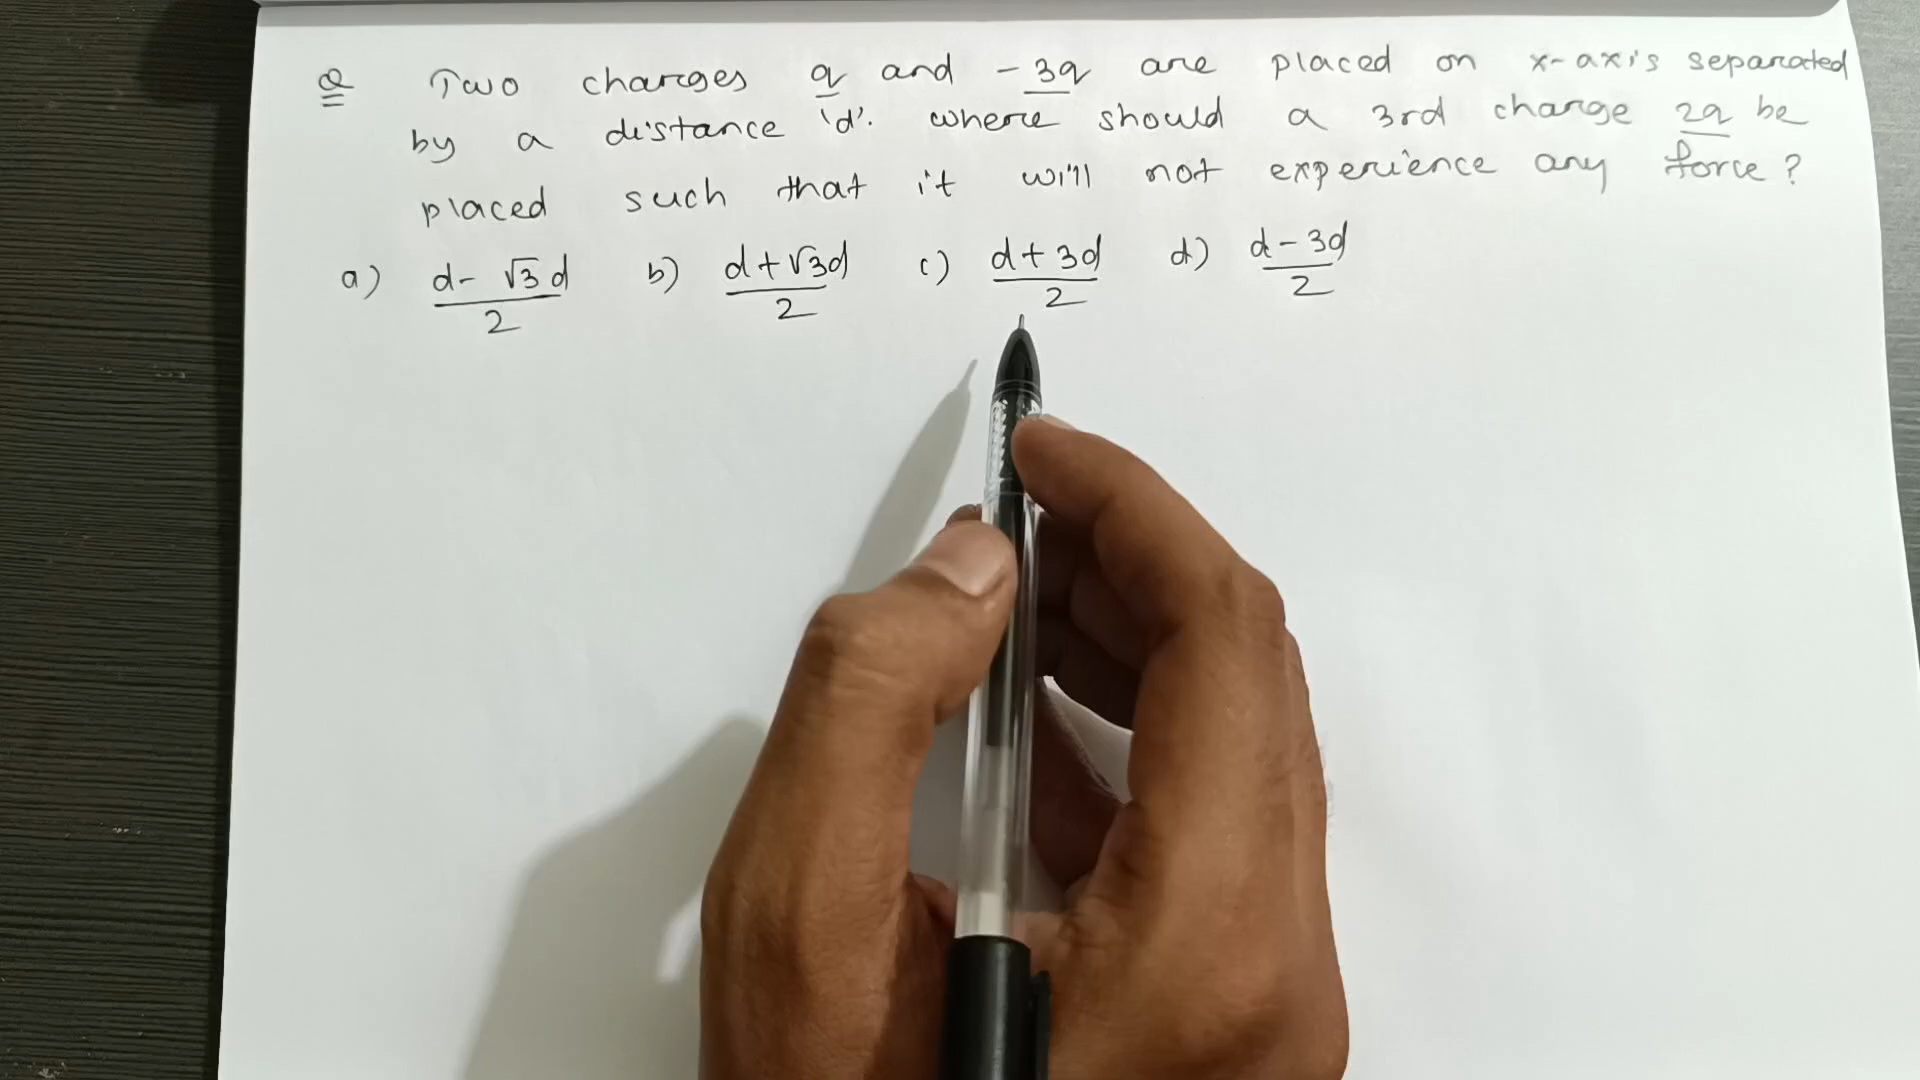 Q Two charges q and -3q are placed on x-axis separated
by a distance 'd'. where should a 3rd charge 2q be
placed such that it will not experience any force?
a) (d-√3d)/2 b) (d+√3d)/2 c) (d+3d)/2 d) (d-3d)/2